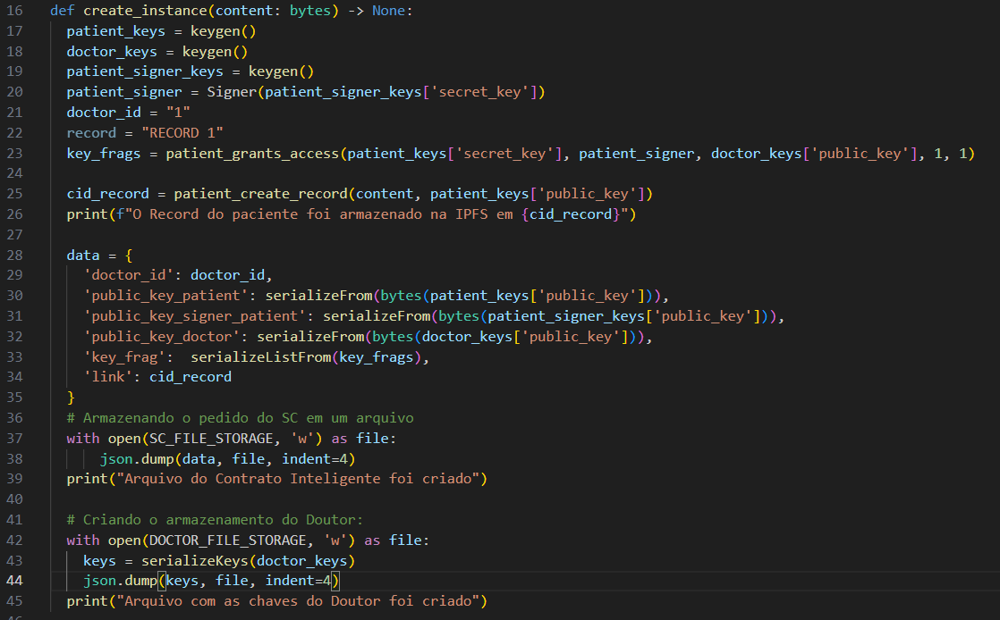 16 def create_instance(content: bytes) -> None:
17   patient_keys = keygen()
18   doctor_keys = keygen()
19   patient_signer_keys = keygen()
20   patient_signer = Signer(patient_signer_keys['secret_key'])
21   doctor_id = "1"
22   record = "RECORD 1"
23   key_frags = patient_grants_access(patient_keys['secret_key'], patient_signer, doctor_keys['public_key'], 1, 1)
24
25   cid_record = patient_create_record(content, patient_keys['public_key'])
26   print(f"O Record do paciente foi armazenado na IPFS em {cid_record}")
27
28   data = {
29     'doctor_id': doctor_id,
30     'public_key_patient': serializeFrom(bytes(patient_keys['public_key'])),
31     'public_key_signer_patient': serializeFrom(bytes(patient_signer_keys['public_key'])),
32     'public_key_doctor': serializeFrom(bytes(doctor_keys['public_key'])),
33     'key_frag':  serializeListFrom(key_frags),
34     'link': cid_record
35   }
36   # Armazenando o pedido do SC em um arquivo
37   with open(SC_FILE_STORAGE, 'w') as file:
38       json.dump(data, file, indent=4)
39   print("Arquivo do Contrato Inteligente foi criado")
40
41   # Criando o armazenamento do Doutor:
42   with open(DOCTOR_FILE_STORAGE, 'w') as file:
43     keys = serializeKeys(doctor_keys)
44     json.dump(keys, file, indent=4)
45   print("Arquivo com as chaves do Doutor foi criado")